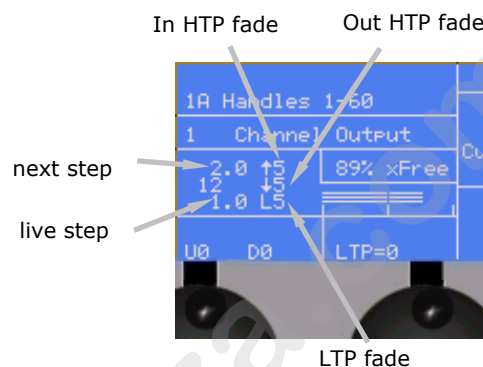 In HTP fade
Out HTP fade
1A Handles 1-60
1 Channel Output
next step
2.0 ↑5
89% xFree
Cu
12 ↓5
live step
1.0 L5
U0 D0 LTP=0
LTP fade